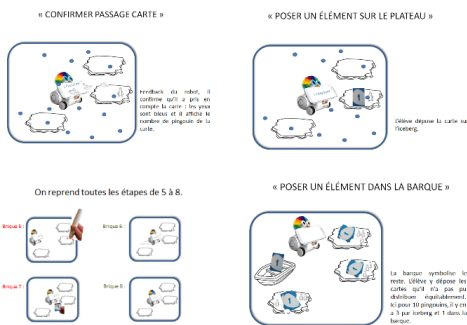 « CONFIRMER PASSAGE CARTE »
Feedback du robot, il
confirme qu'il a pris en
compte la carte : les yeux
sont bleus et il affiche le
nombre de pingouin de la
carte.
« POSER UN ÉLÉMENT SUR LE PLATEAU »
L'élève dépose la carte sur
l'iceberg.
On reprend toutes les étapes de 5 à 8.
Brique 5 :
Brique 6 :
Brique 7 :
Brique 8 :
« POSER UN ÉLÉMENT DANS LA BARQUE »
La barque symbolise le
reste. L'élève y dépose les
cartes qu'il n'a pas pu
distribuer équitablement.
Ici pour 10 pingouins, il y en
a 3 par iceberg et 1 dans la
barque.